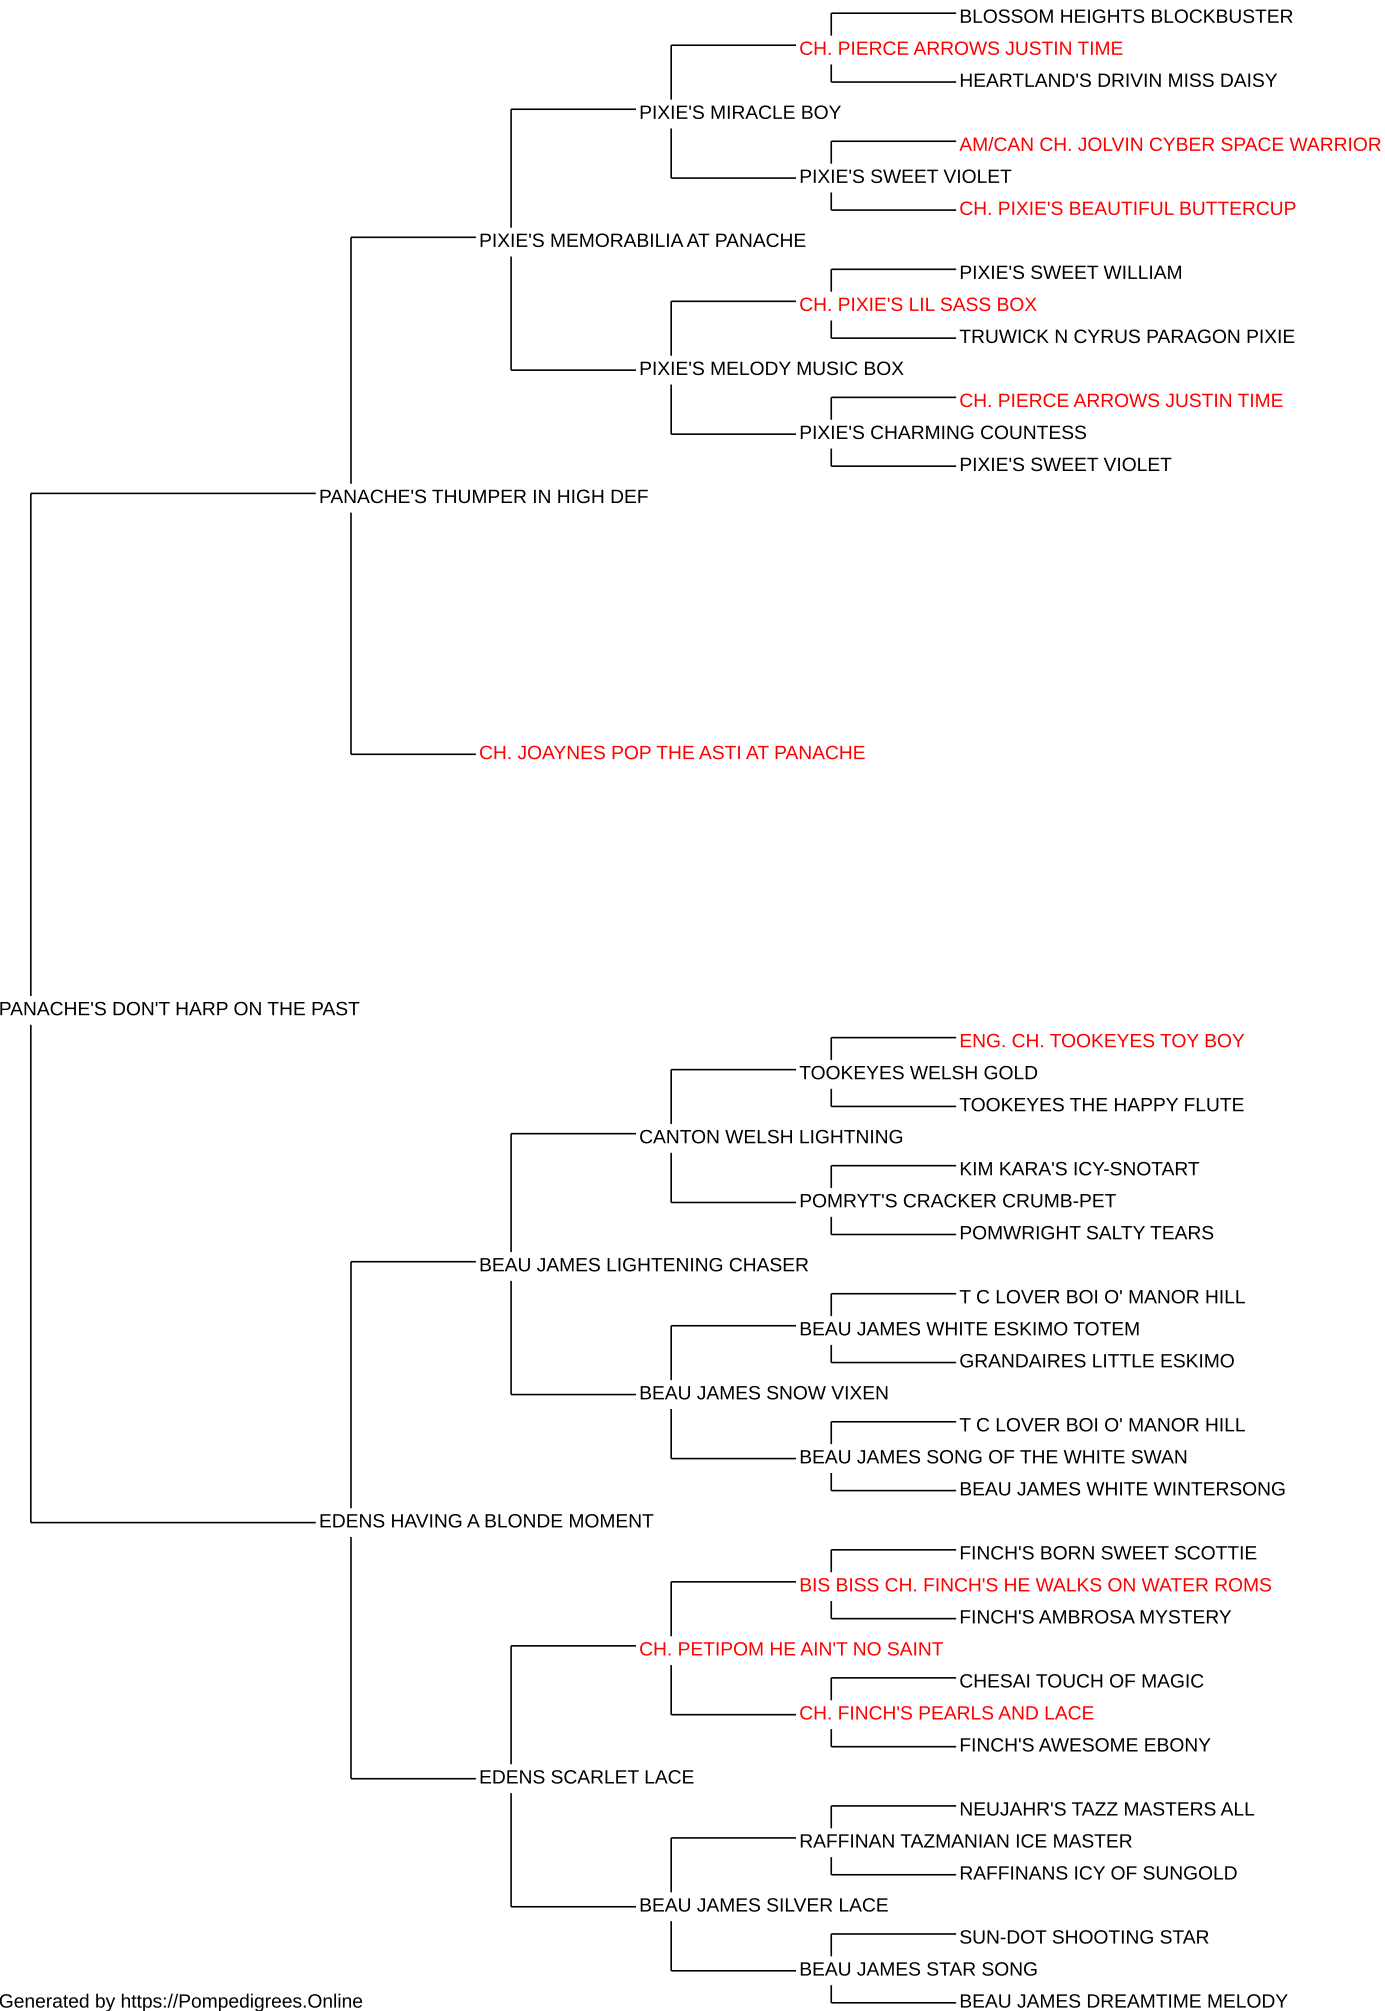 BLOSSOM HEIGHTS BLOCKBUSTER
CH. PIERCE ARROWS JUSTIN TIME
HEARTLAND'S DRIVIN MISS DAISY
PIXIE'S MIRACLE BOY
AM/CAN CH. JOLVIN CYBER SPACE WARRIOR
PIXIE'S SWEET VIOLET
CH. PIXIE'S BEAUTIFUL BUTTERCUP
PIXIE'S MEMORABILIA AT PANACHE
PIXIE'S SWEET WILLIAM
CH. PIXIE'S LIL SASS BOX
TRUWICK N CYRUS PARAGON PIXIE
PIXIE'S MELODY MUSIC BOX
CH. PIERCE ARROWS JUSTIN TIME
PIXIE'S CHARMING COUNTESS
PIXIE'S SWEET VIOLET
PANACHE'S THUMPER IN HIGH DEF
CH. JOAYNES POP THE ASTI AT PANACHE
PANACHE'S DON'T HARP ON THE PAST
ENG. CH. TOOKEYES TOY BOY
TOOKEYES WELSH GOLD
TOOKEYES THE HAPPY FLUTE
CANTON WELSH LIGHTNING
KIM KARA'S ICY-SNOTART
POMRYT'S CRACKER CRUMB-PET
POMWRIGHT SALTY TEARS
BEAU JAMES LIGHTENING CHASER
T C LOVER BOI O' MANOR HILL
BEAU JAMES WHITE ESKIMO TOTEM
GRANDAIRES LITTLE ESKIMO
BEAU JAMES SNOW VIXEN
T C LOVER BOI O' MANOR HILL
BEAU JAMES SONG OF THE WHITE SWAN
BEAU JAMES WHITE WINTERSONG
EDENS HAVING A BLONDE MOMENT
FINCH'S BORN SWEET SCOTTIE
BIS BISS CH. FINCH'S HE WALKS ON WATER ROMS
FINCH'S AMBROSA MYSTERY
CH. PETIPOM HE AIN'T NO SAINT
CHESAI TOUCH OF MAGIC
CH. FINCH'S PEARLS AND LACE
FINCH'S AWESOME EBONY
EDENS SCARLET LACE
NEUJAHR'S TAZZ MASTERS ALL
RAFFINAN TAZMANIAN ICE MASTER
RAFFINANS ICY OF SUNGOLD
BEAU JAMES SILVER LACE
SUN-DOT SHOOTING STAR
BEAU JAMES STAR SONG
BEAU JAMES DREAMTIME MELODY
Generated by https://Pompedigrees.Online